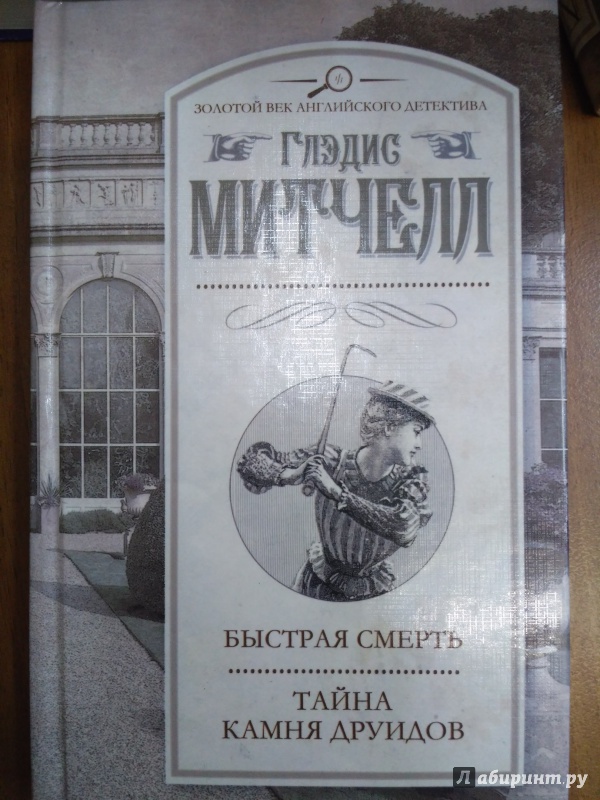 ЗОЛОТОЙ ВЕК АНГЛИЙСКОГО ДЕТЕКТИВА
ГЛЭДИС
МИТЧЕЛЛ
БЫСТРАЯ СМЕРТЬ
ТАЙНА
КАМНЯ ДРУИДОВ
Лабиринт.ру